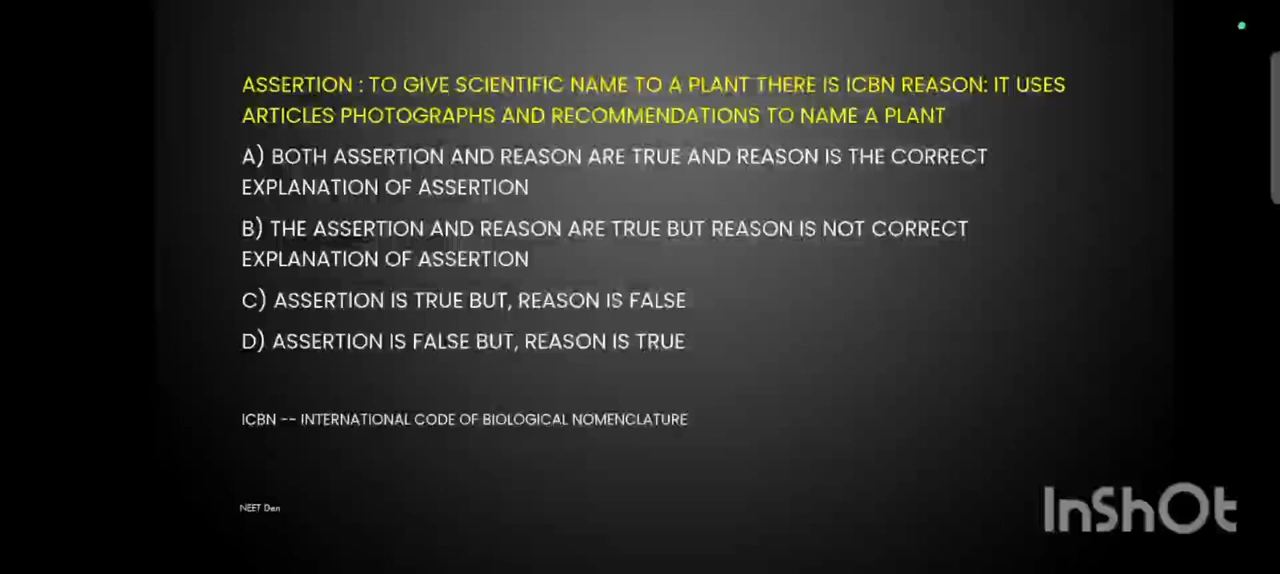 ASSERTION : TO GIVE SCIENTIFIC NAME TO A PLANT THERE IS ICBN REASON: IT USES
ARTICLES PHOTOGRAPHS AND RECOMMENDATIONS TO NAME A PLANT
A) BOTH ASSERTION AND REASON ARE TRUE AND REASON IS THE CORRECT
EXPLANATION OF ASSERTION
B) THE ASSERTION AND REASON ARE TRUE BUT REASON IS NOT CORRECT
EXPLANATION OF ASSERTION
C) ASSERTION IS TRUE BUT, REASON IS FALSE
D) ASSERTION IS FALSE BUT, REASON IS TRUE
ICBN -- INTERNATIONAL CODE OF BIOLOGICAL NOMENCLATURE
NEET Den
InShOt